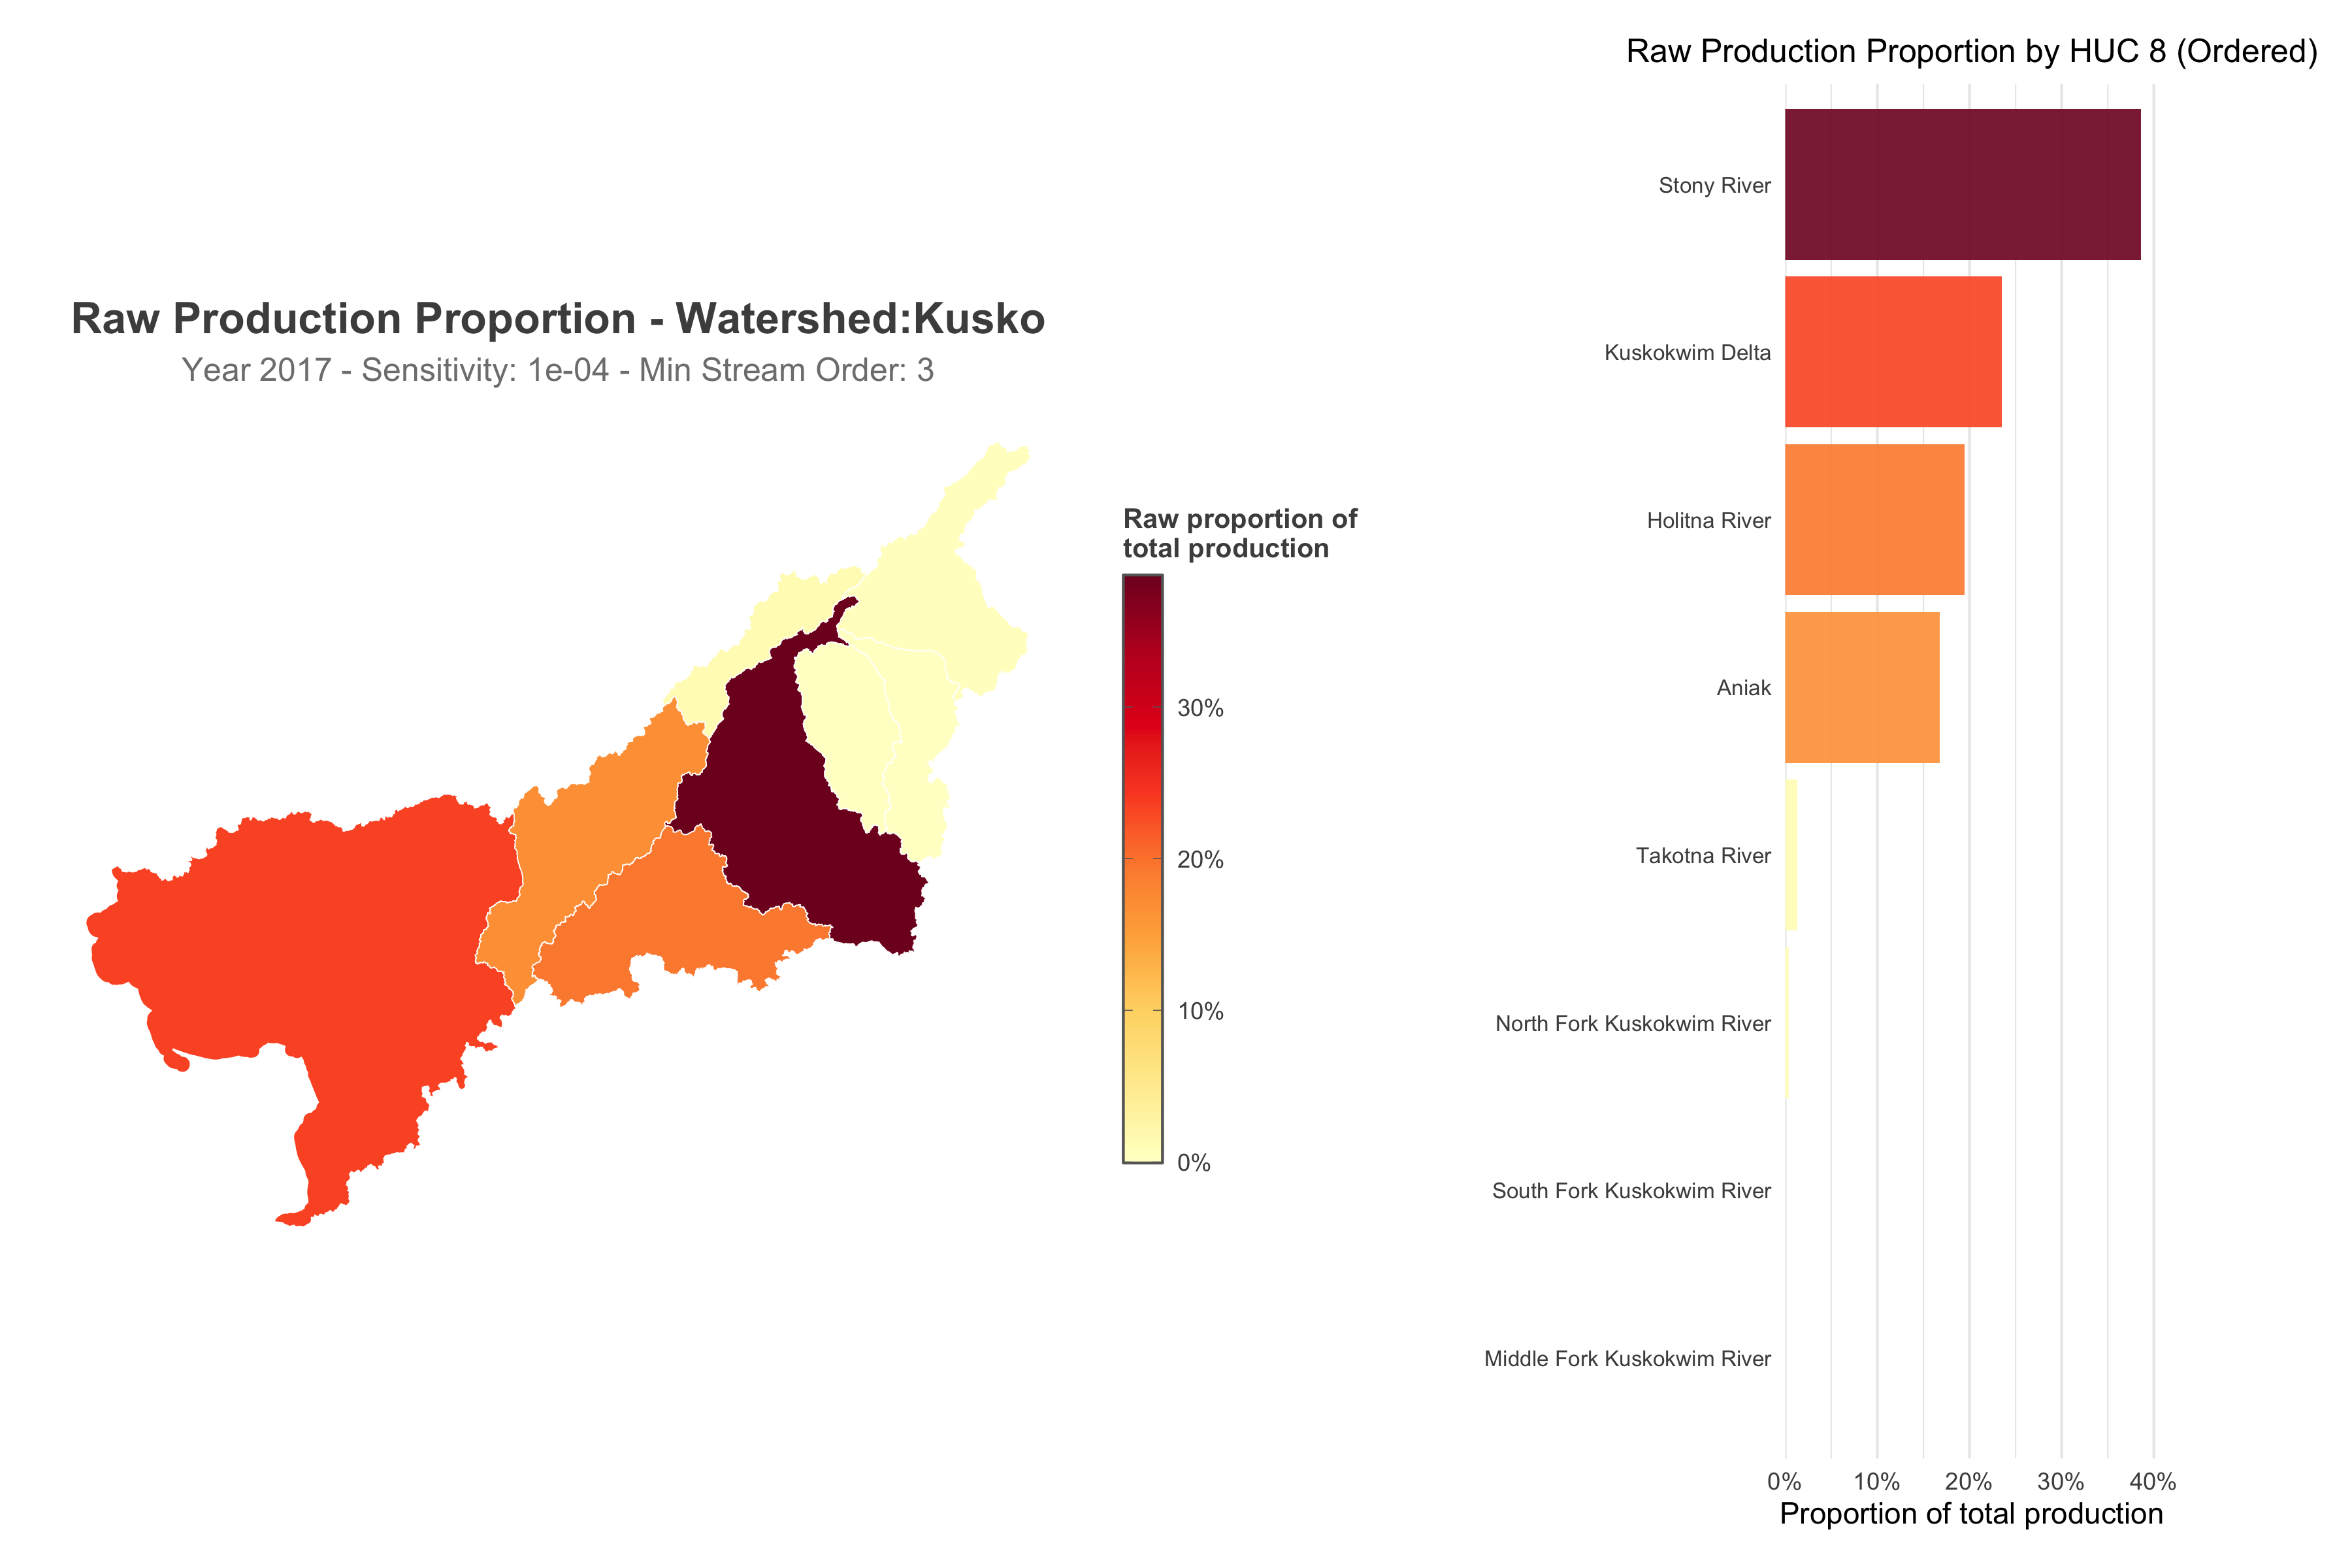 Raw Production Proportion - Watershed:Kusko
Year 2017 - Sensitivity: 1e-04 - Min Stream Order: 3
Raw proportion of
total production
30%
20%
10%
0%
Raw Production Proportion by HUC 8 (Ordered)
Stony River
Kuskokwim Delta
Holitna River
Aniak
Takotna River
North Fork Kuskokwim River
South Fork Kuskokwim River
Middle Fork Kuskokwim River
0% 10% 20% 30% 40%
Proportion of total production